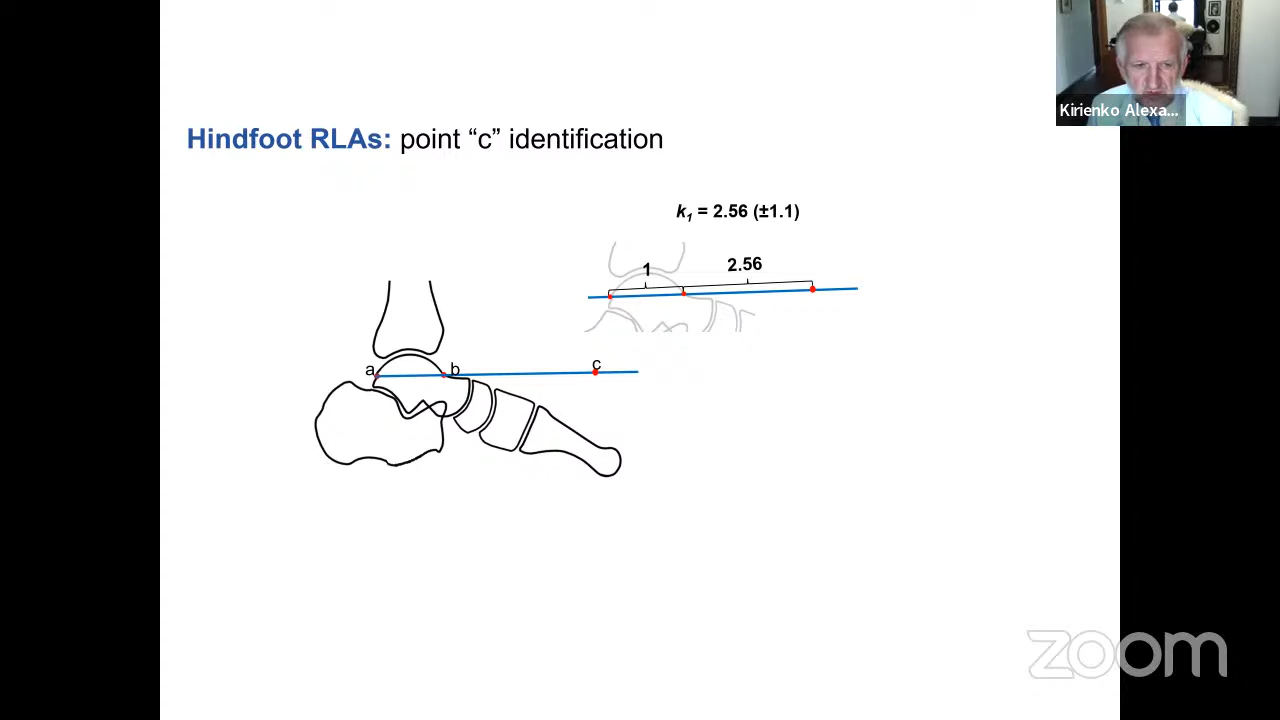 Kirienko Alexa...
Hindfoot RLAs: point “c” identification
k1 = 2.56 (±1.1)
1
2.56
a
b
c
zoom